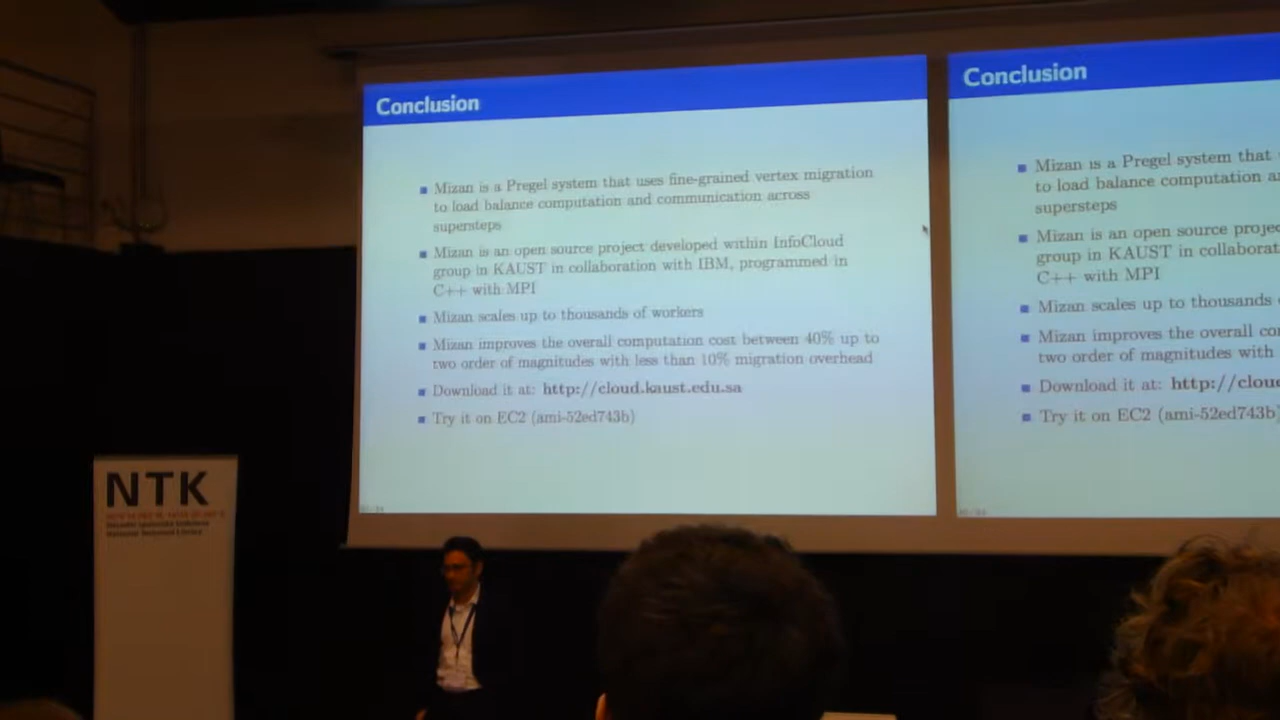 Conclusion
Mizan is a Pregel system that uses fine-grained vertex migration
to load balance computation and communication across
supersteps
Mizan is an open source project developed within InfoCloud
group in KAUST in collaboration with IBM, programmed in
C++ with MPI
Mizan scales up to thousands of workers
Mizan improves the overall computation cost between 40% up to
two order of magnitudes with less than 10% migration overhead
Download it at: http://cloud.kaust.edu.sa
Try it on EC2 (ami-52ed743b)
Conclusion
Mizan is a Pregel system that
to load balance computation
supersteps
Mizan is an open source
group in KAUST in
C++ with MPI
Mizan scales up to thousands
Mizan improves the overall
two order of magnitudes with
Download it at: http://
Try it on EC2 (ami-52ed743b)
NTK